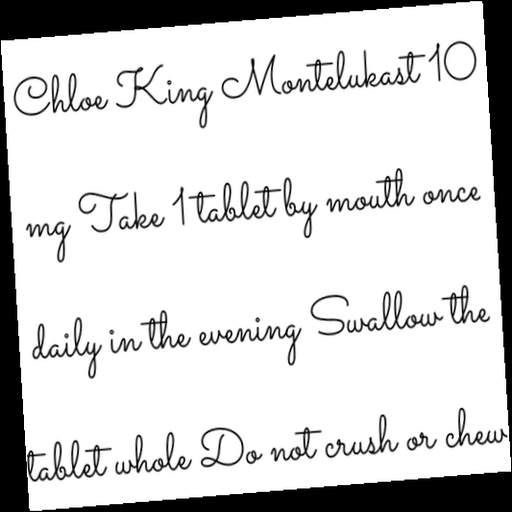 Chloe King Montelukast 10
mg Take 1 tablet by mouth once
daily in the evening Swallow the
tablet whole Do not crush or chew